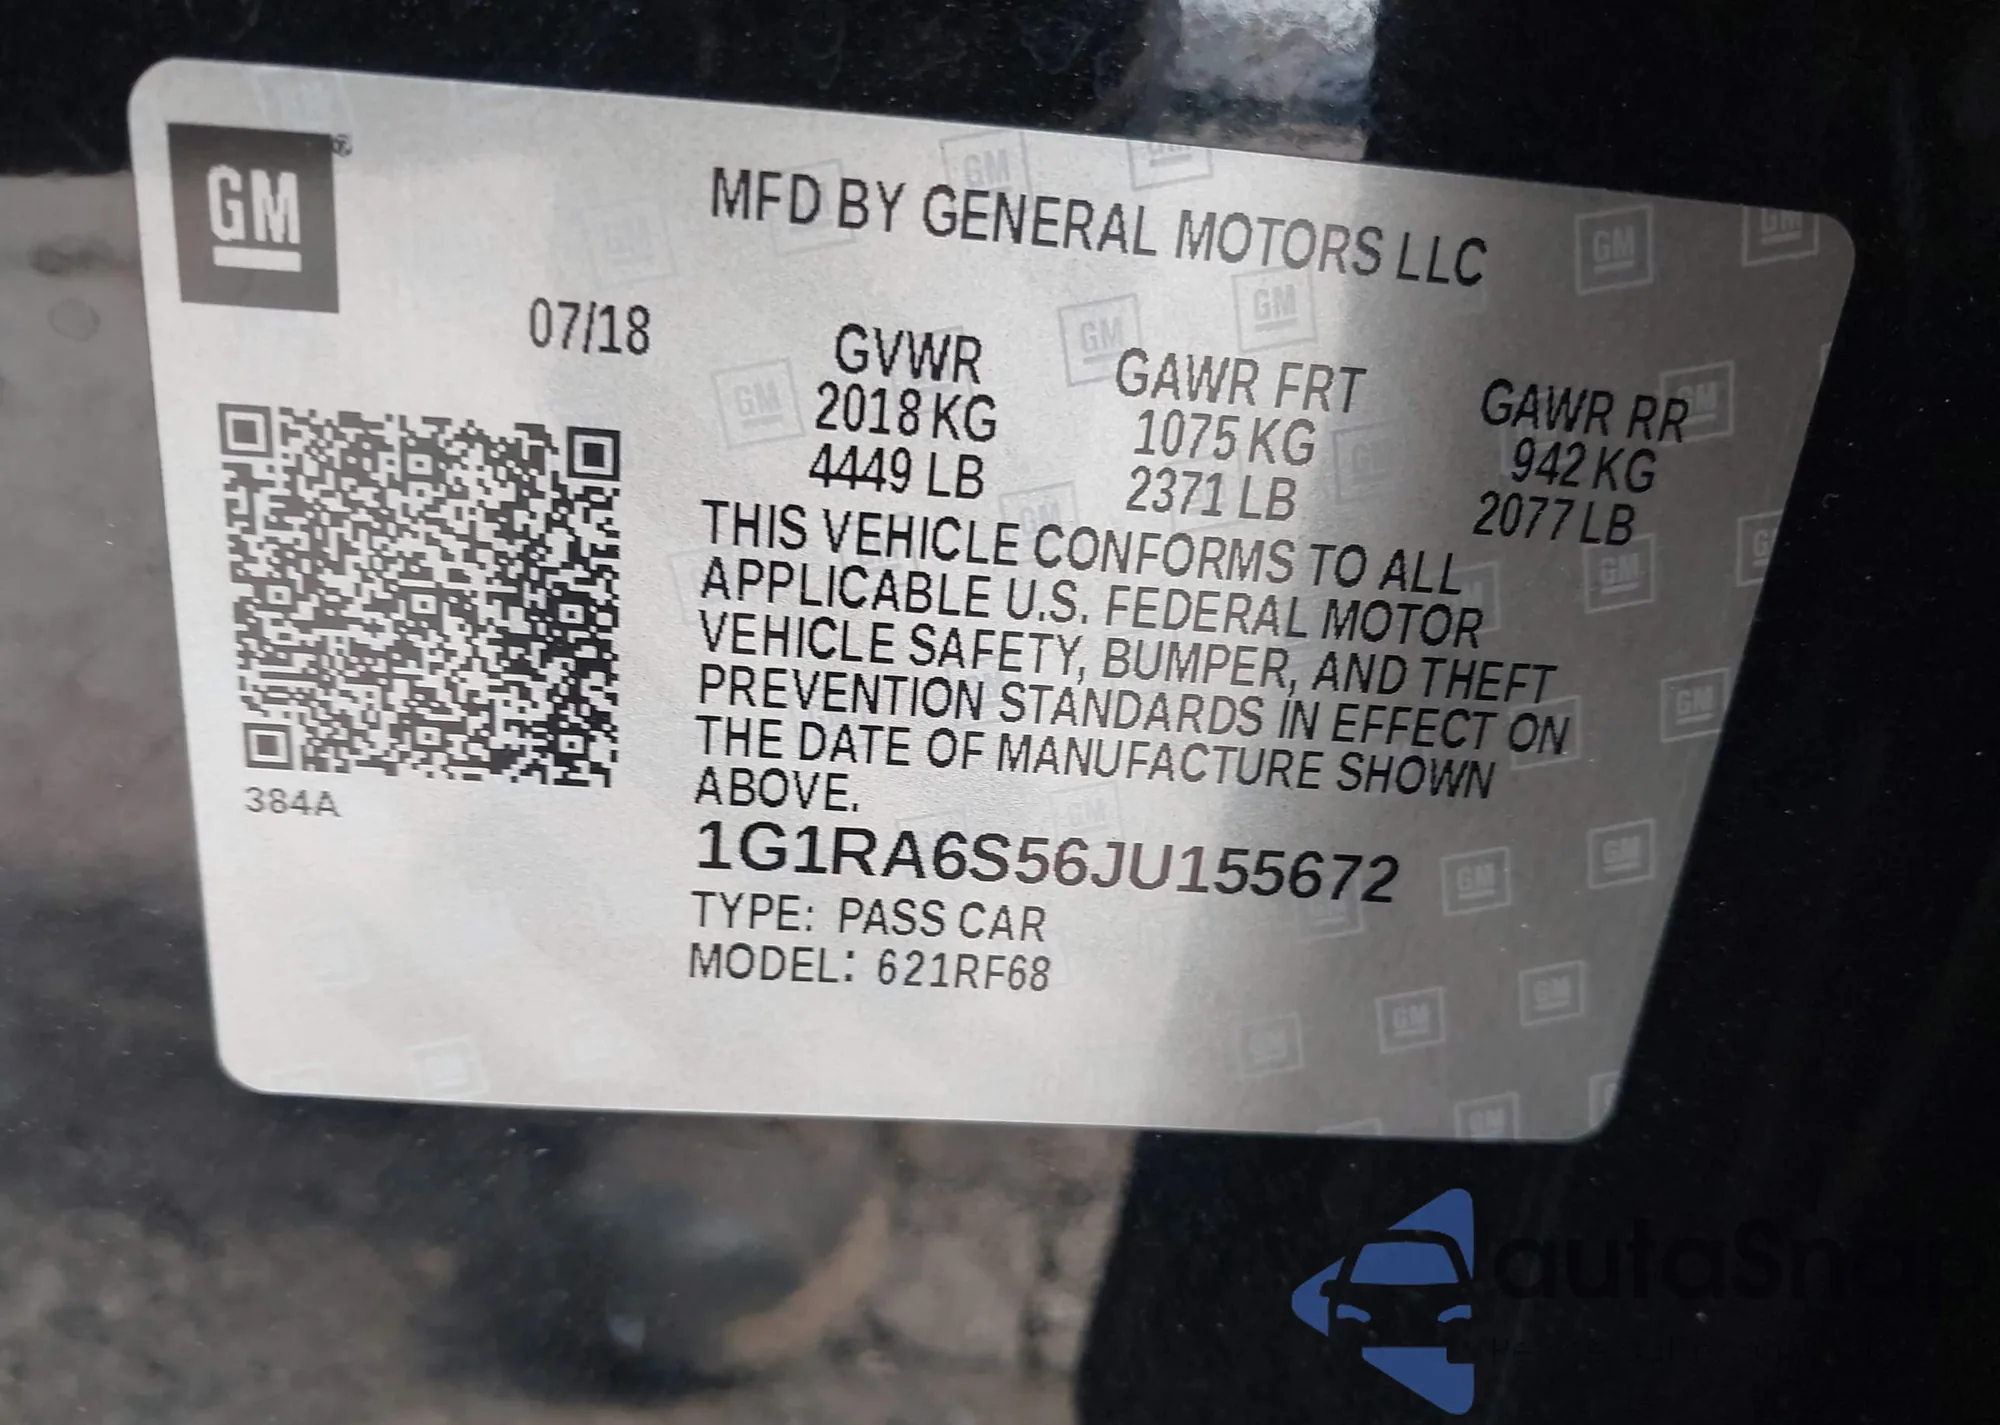 GM
MFD BY GENERAL MOTORS LLC
07/18
GVWR GAWR FRT GAWR RR
2018 KG 1075 KG 942 KG
4449 LB 2371 LB 2077 LB
THIS VEHICLE CONFORMS TO ALL
APPLICABLE U.S. FEDERAL MOTOR
VEHICLE SAFETY, BUMPER, AND THEFT
PREVENTION STANDARDS IN EFFECT ON
THE DATE OF MANUFACTURE SHOWN
ABOVE.
384A
1G1RA6S56JU155672
TYPE: PASS CAR
MODEL: 621RF68